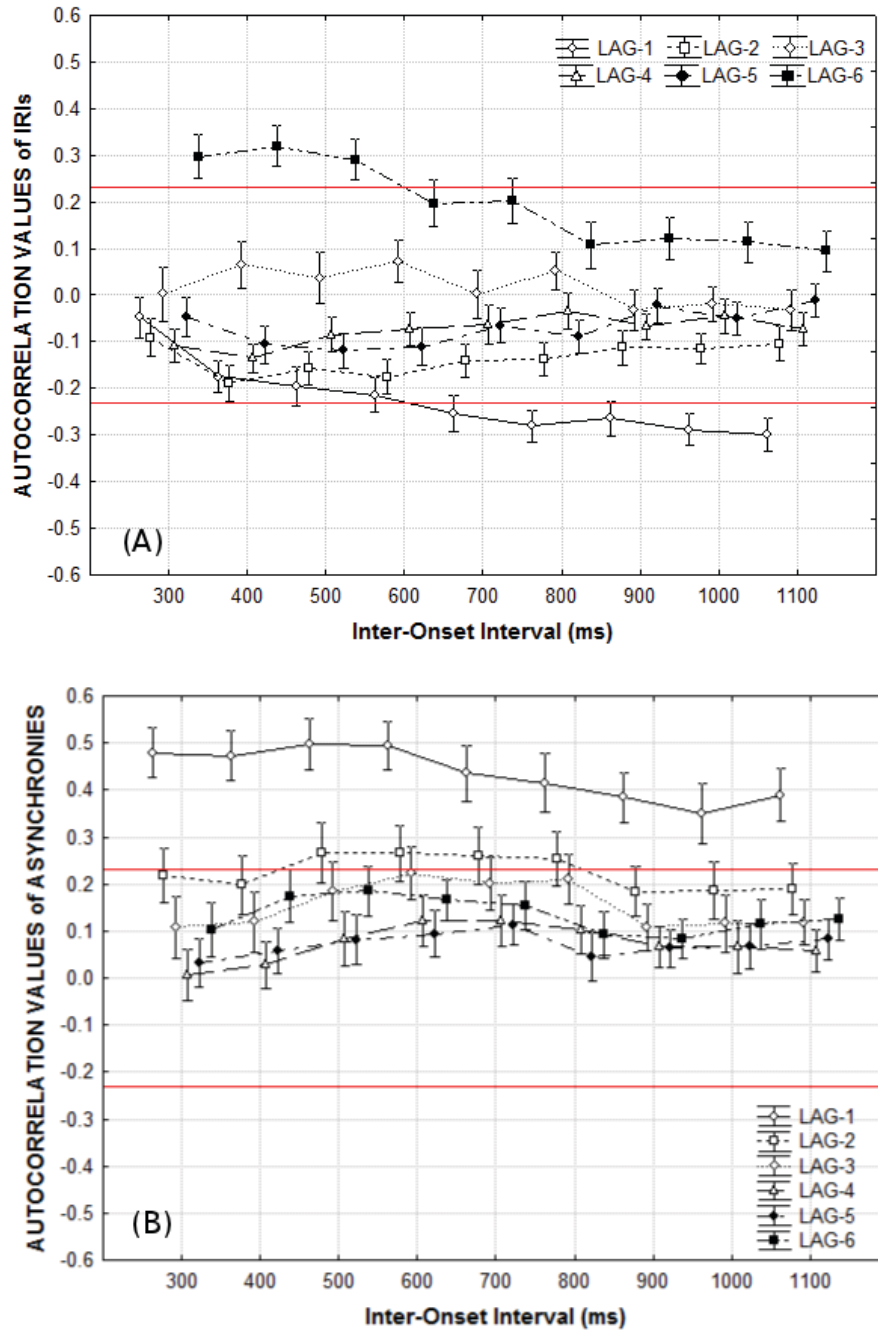 0.6
0.5
0.4
0.3
0.2
0.1
0.0
-0.1
-0.2
-0.3
-0.4
-0.5
-0.6
AUTOCORRELATION VALUES of IRIs
LAG-1 LAG-2 LAG-3
LAG-4 LAG-5 LAG-6
(A)
300 400 500 600 700 800 900 1000 1100
Inter-Onset Interval (ms)
0.6
0.5
0.4
0.3
0.2
0.1
0.0
-0.1
-0.2
-0.3
-0.4
-0.5
-0.6
AUTOCORRELATION VALUES of ASYNCHRONIES
LAG-1
LAG-2
LAG-3
LAG-4
LAG-5
LAG-6
(B)
300 400 500 600 700 800 900 1000 1100
Inter-Onset Interval (ms)